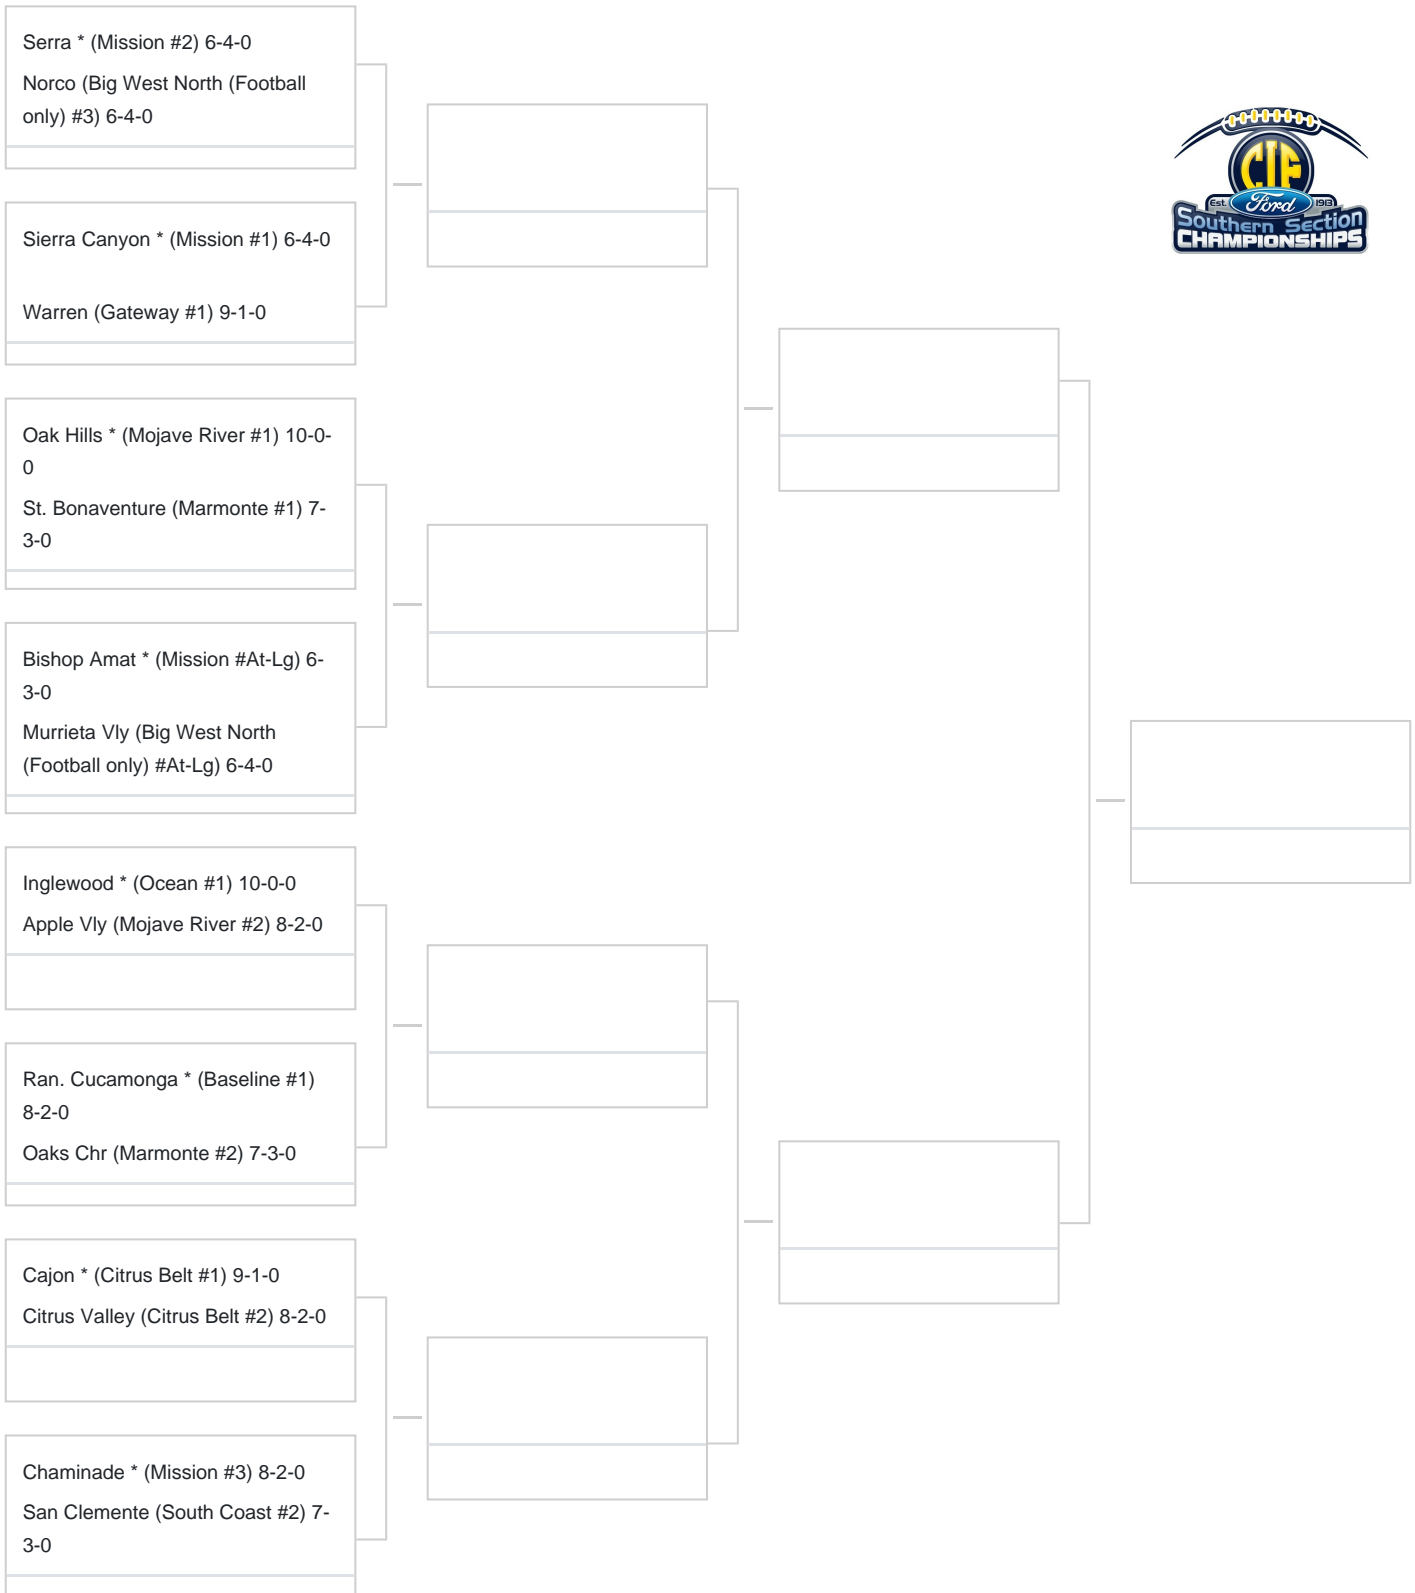 Serra * (Mission #2) 6-4-0
Norco (Big West North (Football
only) #3) 6-4-0
Sierra Canyon * (Mission #1) 6-4-0
Warren (Gateway #1) 9-1-0
Oak Hills * (Mojave River #1) 10-0-
0
St. Bonaventure (Marmonte #1) 7-
3-0
Bishop Amat * (Mission #At-Lg) 6-
3-0
Murrieta Vly (Big West North
(Football only) #At-Lg) 6-4-0
Inglewood * (Ocean #1) 10-0-0
Apple Vly (Mojave River #2) 8-2-0
Ran. Cucamonga * (Baseline #1)
8-2-0
Oaks Chr (Marmonte #2) 7-3-0
Cajon * (Citrus Belt #1) 9-1-0
Citrus Valley (Citrus Belt #2) 8-2-0
Chaminade * (Mission #3) 8-2-0
San Clemente (South Coast #2) 7-
3-0
CIF
Est. Ford 1913
Southern Section
CHAMPIONSHIPS